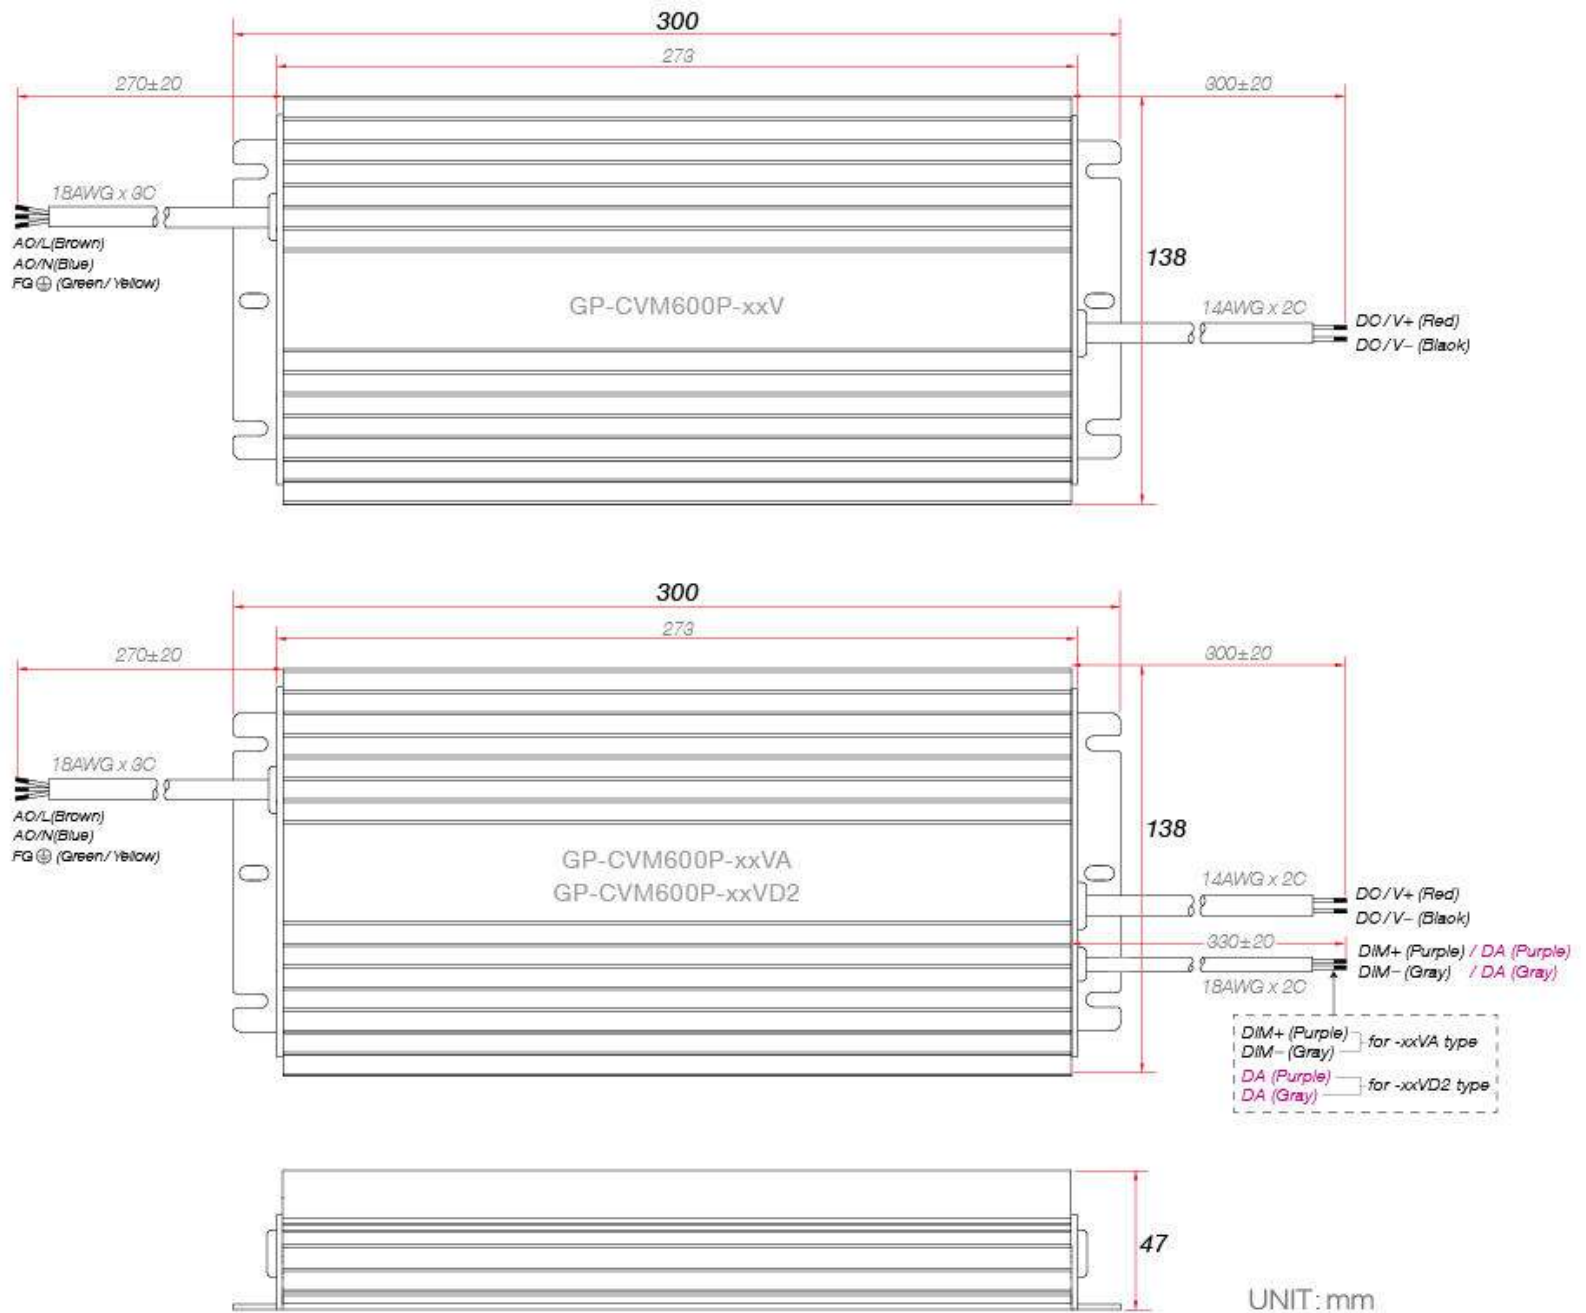 300
273
270±20
300±20
18AWG x 3C
AC/L(Brown)
AC/N(Blue)
FG (Green/Yellow)
138
GP-CVM600P-xxV
14AWG x 2C
DC/V+ (Red)
DC/V- (Black)
300
273
270±20
300±20
18AWG x 3C
AC/L(Brown)
AC/N(Blue)
FG (Green/Yellow)
138
GP-CVM600P-xxVA
GP-CVM600P-xxVD2
14AWG x 2C
DC/V+ (Red)
DC/V- (Black)
330±20
DIM+ (Purple) / DA (Purple)
DIM- (Gray) / DA (Gray)
18AWG x 2C
DIM+ (Purple)
DIM- (Gray)
for -xxVA type
DA (Purple)
DA (Gray)
for -xxVD2 type
47
UNIT: mm